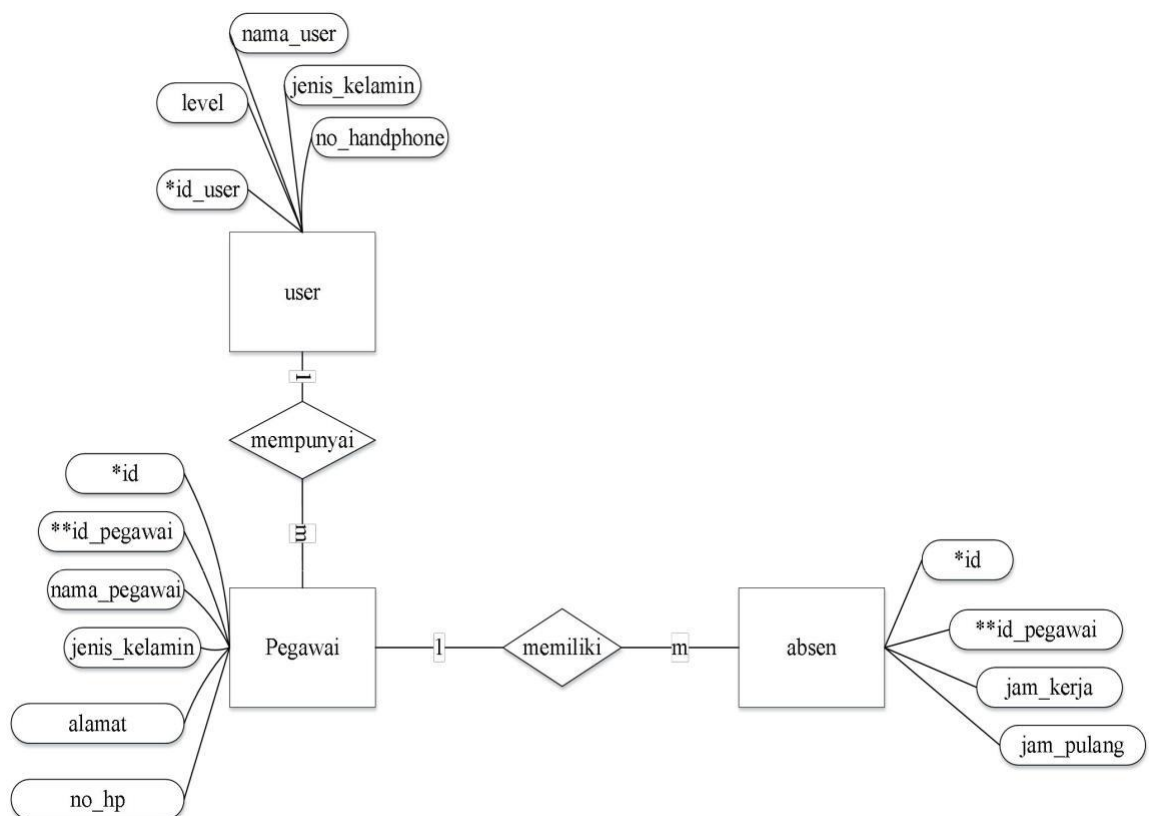 nama_user
jenis_kelamin
level
no_handphone
*id_user
user
1
mempunyai
m
*id
**id_pegawai
nama_pegawai
jenis_kelamin
alamat
no_hp
Pegawai
1
memiliki
m
absen
*id
**id_pegawai
jam_kerja
jam_pulang